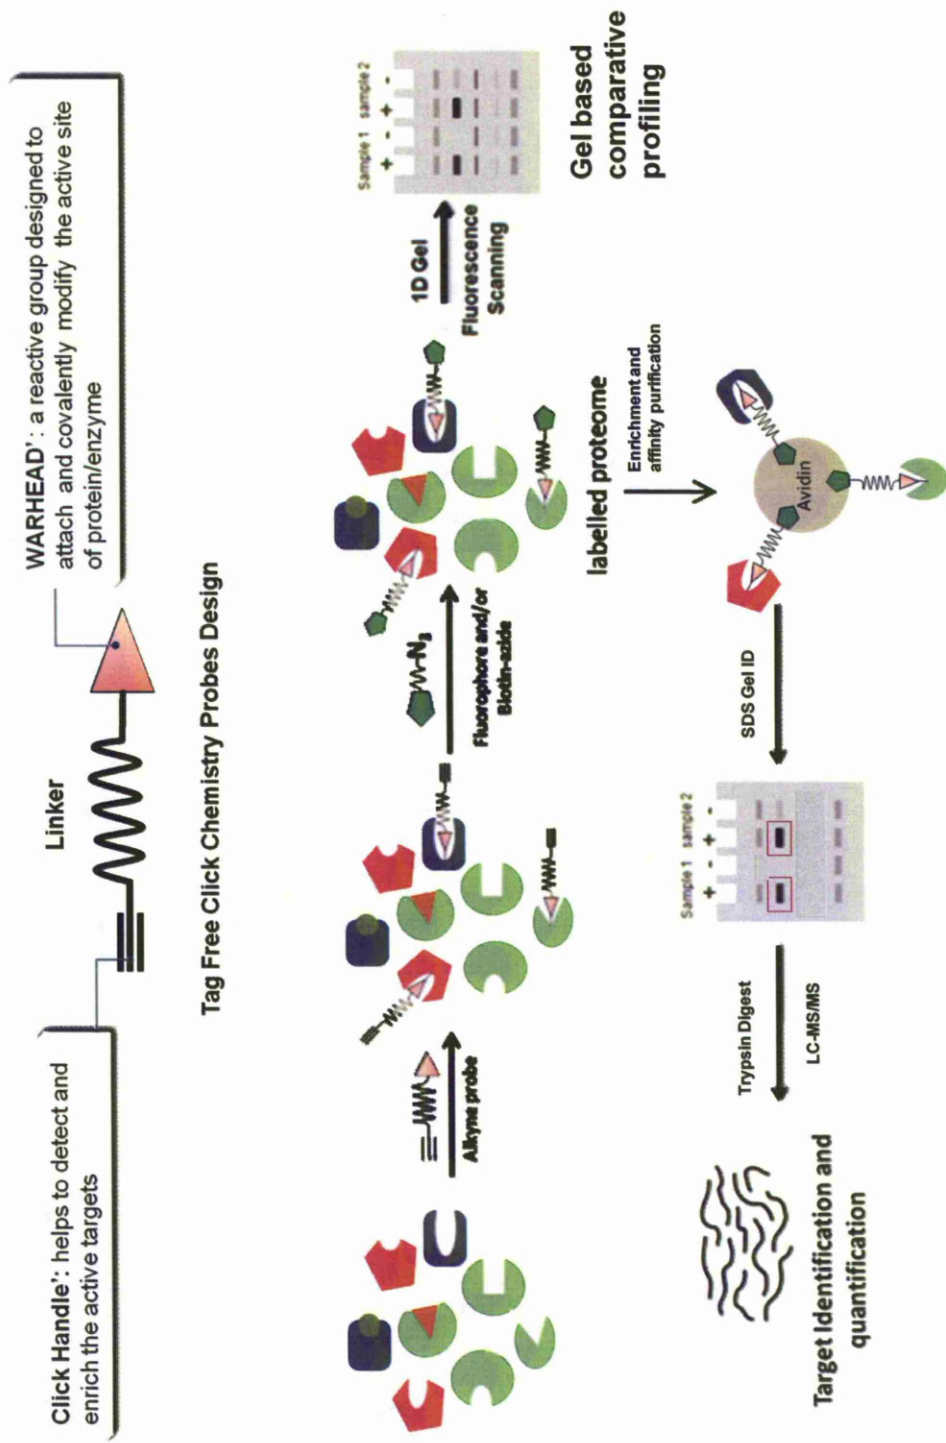 Click Handle': helps to detect and
enrich the active targets
Linker
WARHEAD': a reactive group designed to
attach and covalently modify the active site
of protein/enzyme
Tag Free Click Chemistry Probes Design
Alkyne probe
N₃
Fluorophore and/or
Biotin-azide
labelled proteome
1D Gel
Fluorescence
Scanning
Sample 1 sample 2
+ - + -
Gel based
comparative
profiling
Enrichment and
affinity purification
Avidin
SDS Gel ID
Sample 1 sample 2
+ - + -
Trypsin Digest
LC-MS/MS
Target Identification and
quantification